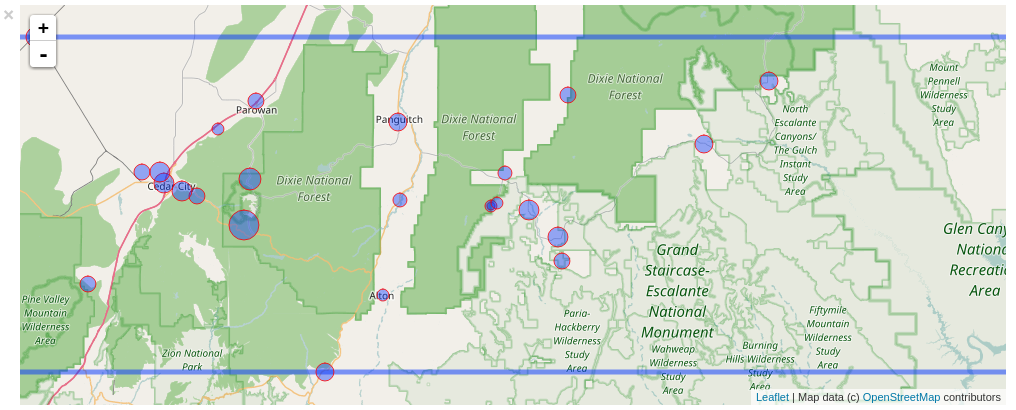 ×
+
-
Parowan
Panguitch
Cedar City
Alton
Dixie National
Forest
Dixie National
Forest
Dixie National
Forest
Mount
Pennell
Wilderness
Study
Area
North
Escalante
Canyons/
The Gulch
Instant
Study
Area
Pine Valley
Mountain
Wilderness
Area
Zion National
Park
Grand
Staircase-
Escalante
National
Monument
Paria-
Hackberry
Wilderness
Study
Area
Wahweap
Wilderness
Study
Area
Burning
Hills Wilderness
Study
Area
Fiftymile
Mountain
Wilderness
Study
Area
Glen Cany
Nationa
Recreatio
Area
Leaflet | Map data (c) OpenStreetMap contributors